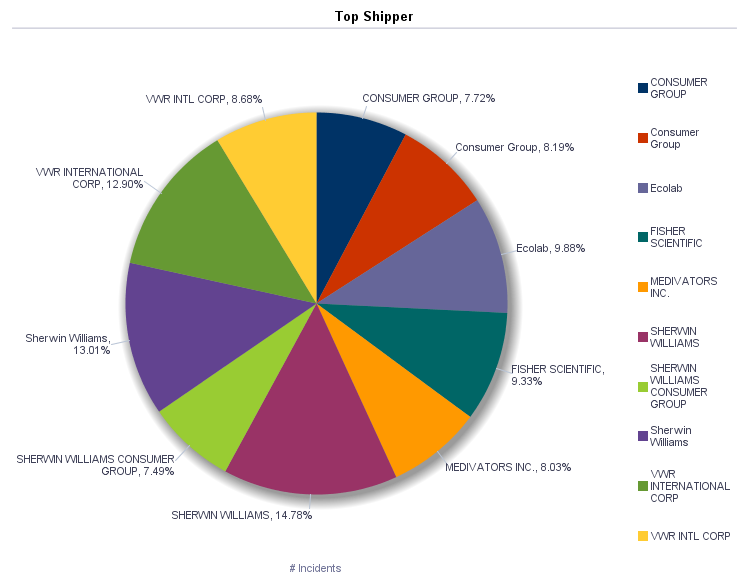 Top Shipper
VWR INTL CORP, 8.68%
CONSUMER GROUP, 7.72%
Consumer Group, 8.19%
VWR INTERNATIONAL
CORP, 12.90%
Ecolab, 9.88%
Sherwin Williams,
13.01%
FISHER SCIENTIFIC,
9.33%
SHERWIN WILLIAMS CONSUMER
GROUP, 7.49%
MEDIVATORS INC., 8.03%
SHERWIN WILLIAMS, 14.78%
# Incidents
CONSUMER
GROUP
Consumer
Group
Ecolab
FISHER
SCIENTIFIC
MEDIVATORS
INC.
SHERWIN
WILLIAMS
SHERWIN
WILLIAMS
CONSUMER
GROUP
Sherwin
Williams
VWR
INTERNATIONAL
CORP
VWR INTL CORP